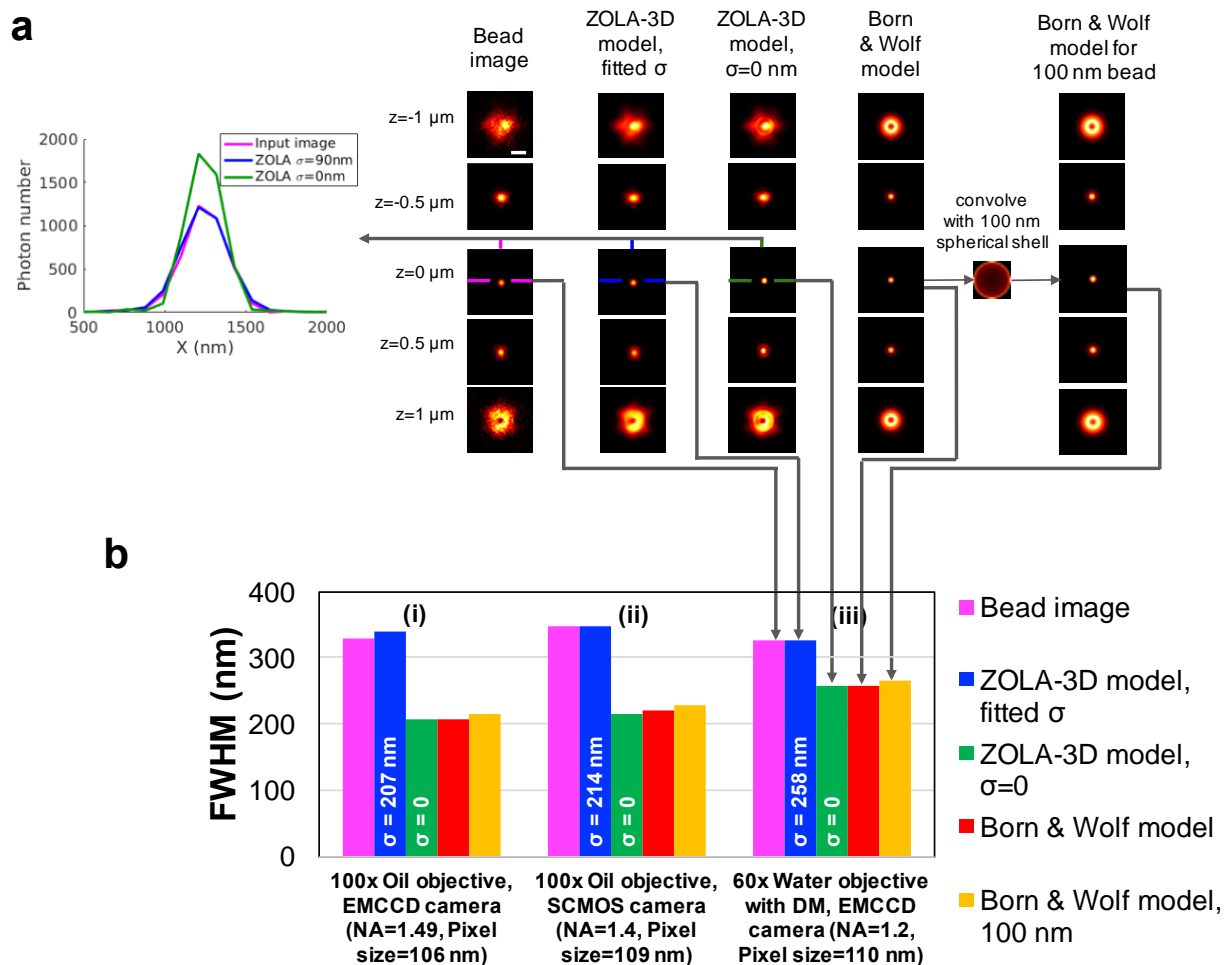 a
Bead
image
ZOLA-3D
model,
fitted σ
ZOLA-3D
model,
σ=0 nm
Born
& Wolf
model
Born & Wolf
model for
100 nm bead
z=-1 μm
z=-0.5 μm
z=0 μm
z=0.5 μm
z=1 μm
convolve
with 100 nm
spherical shell
Photon number
2000
1500
1000
500
0
500
1000
1500
2000
X (nm)
Input image
ZOLA σ=90nm
ZOLA σ=0nm
b
FWHM (nm)
400
300
200
100
0
(i)
(ii)
(iii)
σ = 207 nm
σ = 0
σ = 214 nm
σ = 0
σ = 258 nm
σ = 0
100x Oil objective,
EMCCD camera
(NA=1.49, Pixel
size=106 nm)
100x Oil objective,
SCMOS camera
(NA=1.4, Pixel
size=109 nm)
60x Water objective
with DM, EMCCD
camera (NA=1.2,
Pixel size=110 nm)
Bead image
ZOLA-3D model,
fitted σ
ZOLA-3D model,
σ=0
Born & Wolf model
Born & Wolf model,
100 nm